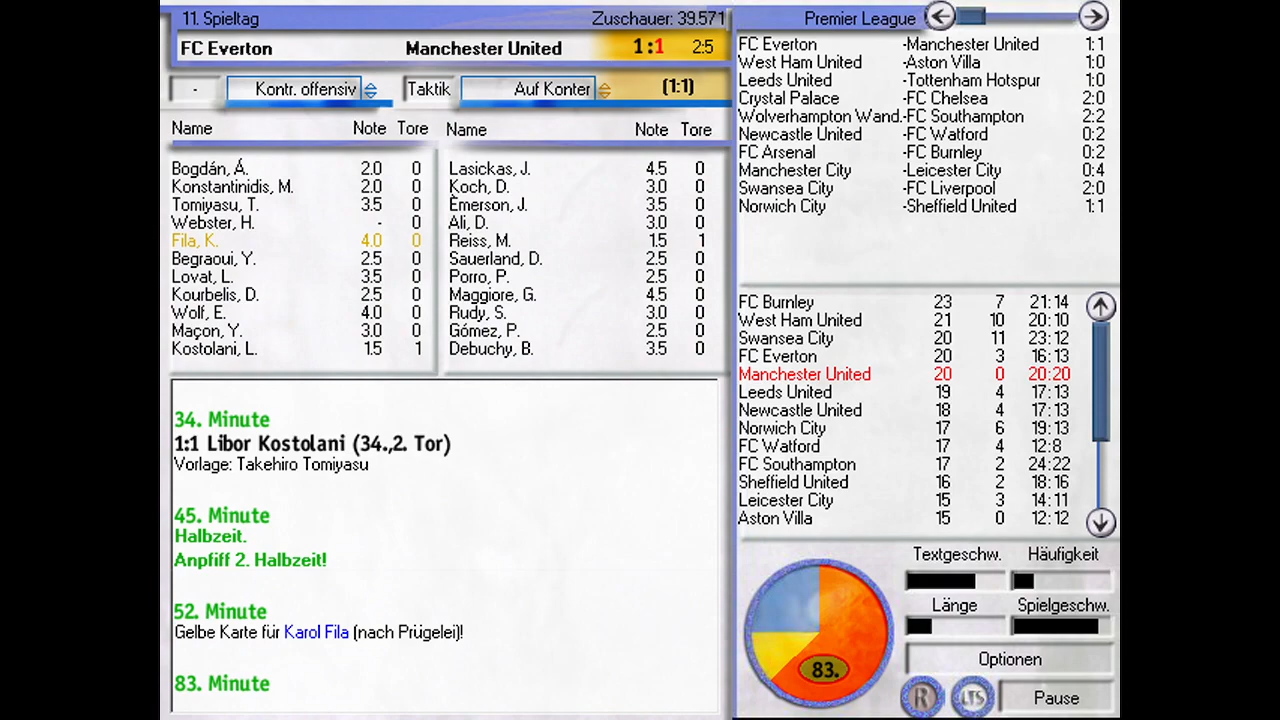 11. Spieltag Zuschauer: 39.571
FC Everton Manchester United 1:1 2:5
- Kontr. offensiv Taktik Auf Konter (1:1)
Name Note Tore Name Note Tore
Bogdán, Á. 2.0 0 Lasickas, J. 4.5 0
Konstantinidis, M. 2.0 0 Koch, D. 3.0 0
Tomiyasu, T. 3.5 0 Èmerson, J. 3.5 0
Webster, H. - 0 Ali, D. 3.0 0
Fila, K. 4.0 0 Reiss, M. 1.5 1
Begraoui, Y. 2.5 0 Sauerland, D. 2.5 0
Lovat, L. 3.5 0 Porro, P. 2.5 0
Kourbelis, D. 2.5 0 Maggiore, G. 4.5 0
Wolf, E. 4.0 0 Rudy, S. 3.0 0
Maçon, Y. 3.0 0 Gómez, P. 2.5 0
Kostolani, L. 1.5 1 Debuchy, B. 3.5 0
34. Minute
1:1 Libor Kostolani (34.,2. Tor)
Vorlage: Takehiro Tomiyasu
45. Minute
Halbzeit.
Anpfiff 2. Halbzeit!
52. Minute
Gelbe Karte für Karol Fila (nach Prügelei)!
83. Minute
Premier League
FC Everton -Manchester United 1:1
West Ham United -Aston Villa 1:0
Leeds United -Tottenham Hotspur 1:0
Crystal Palace -FC Chelsea 2:0
Wolverhampton Wand.-FC Southampton 2:2
Newcastle United -FC Watford 0:2
FC Arsenal -FC Burnley 0:2
Manchester City -Leicester City 0:4
Swansea City -FC Liverpool 2:0
Norwich City -Sheffield United 1:1
FC Burnley 23 7 21:14
West Ham United 21 10 20:10
Swansea City 20 11 23:12
FC Everton 20 3 16:13
Manchester United 20 0 20:20
Leeds United 19 4 17:13
Newcastle United 18 4 17:13
Norwich City 17 6 19:13
FC Watford 17 4 12:8
FC Southampton 17 2 24:22
Sheffield United 16 2 18:16
Leicester City 15 3 14:11
Aston Villa 15 0 12:12
Textgeschw. Häufigkeit
Länge Spielgeschw.
83.
Optionen
R LTS Pause